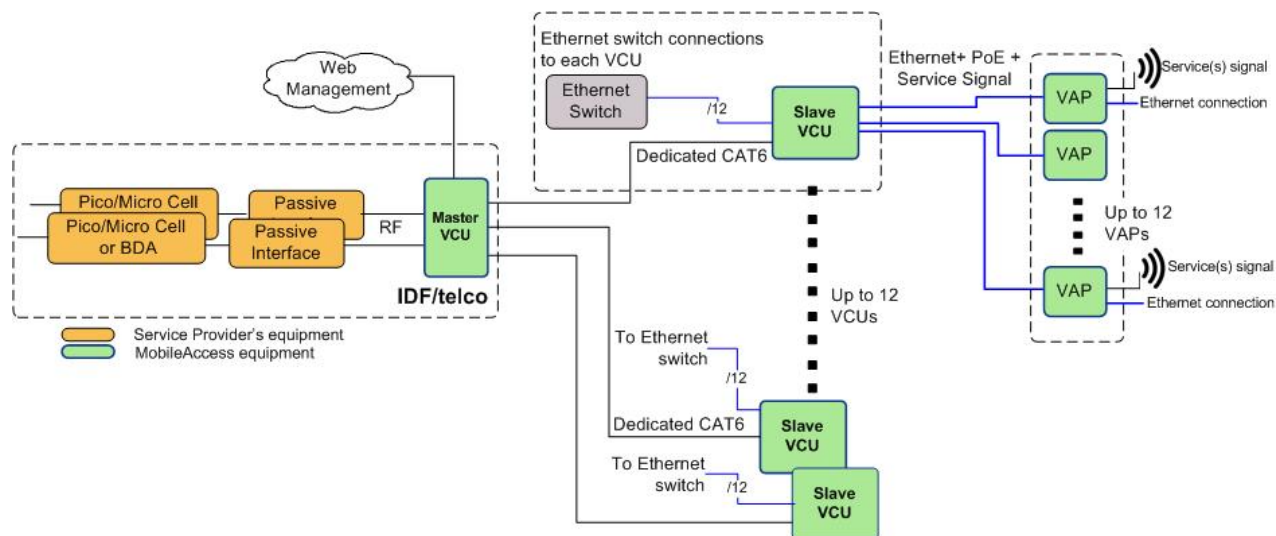 Ethernet switch connections
to each VCU
Ethernet
Switch
/12
Slave
VCU
Dedicated CAT6
Ethernet+ PoE +
Service Signal
VAP
Service(s) signal
Ethernet connection
VAP
Up to 12
VAPs
VAP
Service(s) signal
Ethernet connection
Web
Management
Pico/Micro Cell
Passive
Pico/Micro Cell
or BDA
Passive
Interface
RF
Master
VCU
IDF/telco
Service Provider's equipment
MobileAccess equipment
Up to 12
VCUs
To Ethernet
switch
/12
Dedicated CAT6
Slave
VCU
To Ethernet
switch
/12
Slave
VCU